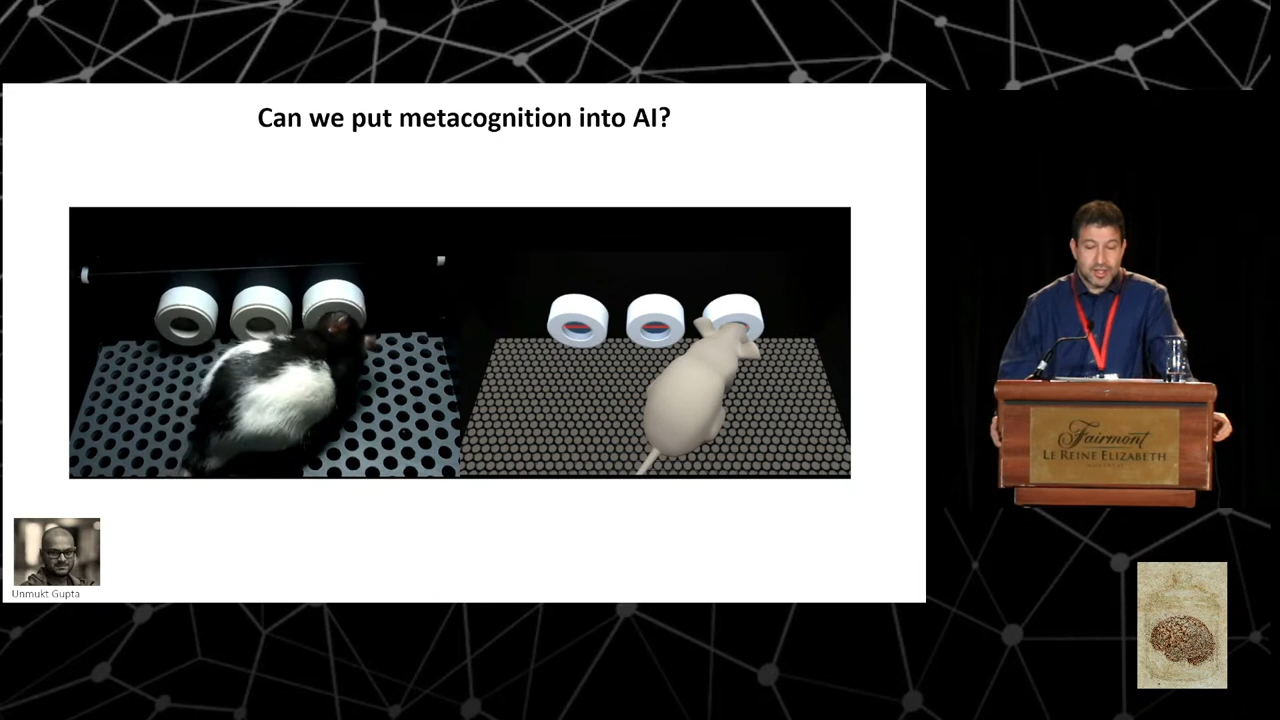 Can we put metacognition into AI?
Unmukt Gupta
Fairmont
LE REINE ELIZABETH